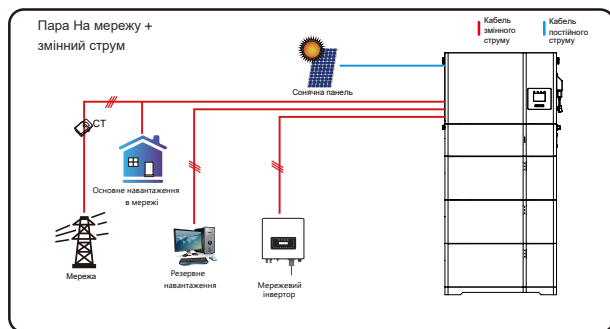 Пара На мережу +
змінний струм
Кабель
змінного
струму
Кабель
постійного
струму
Сонячна панель
CT
Основне навантаження
в мережі
Мережа
Резервне
навантаження
Мережевий
інвертор